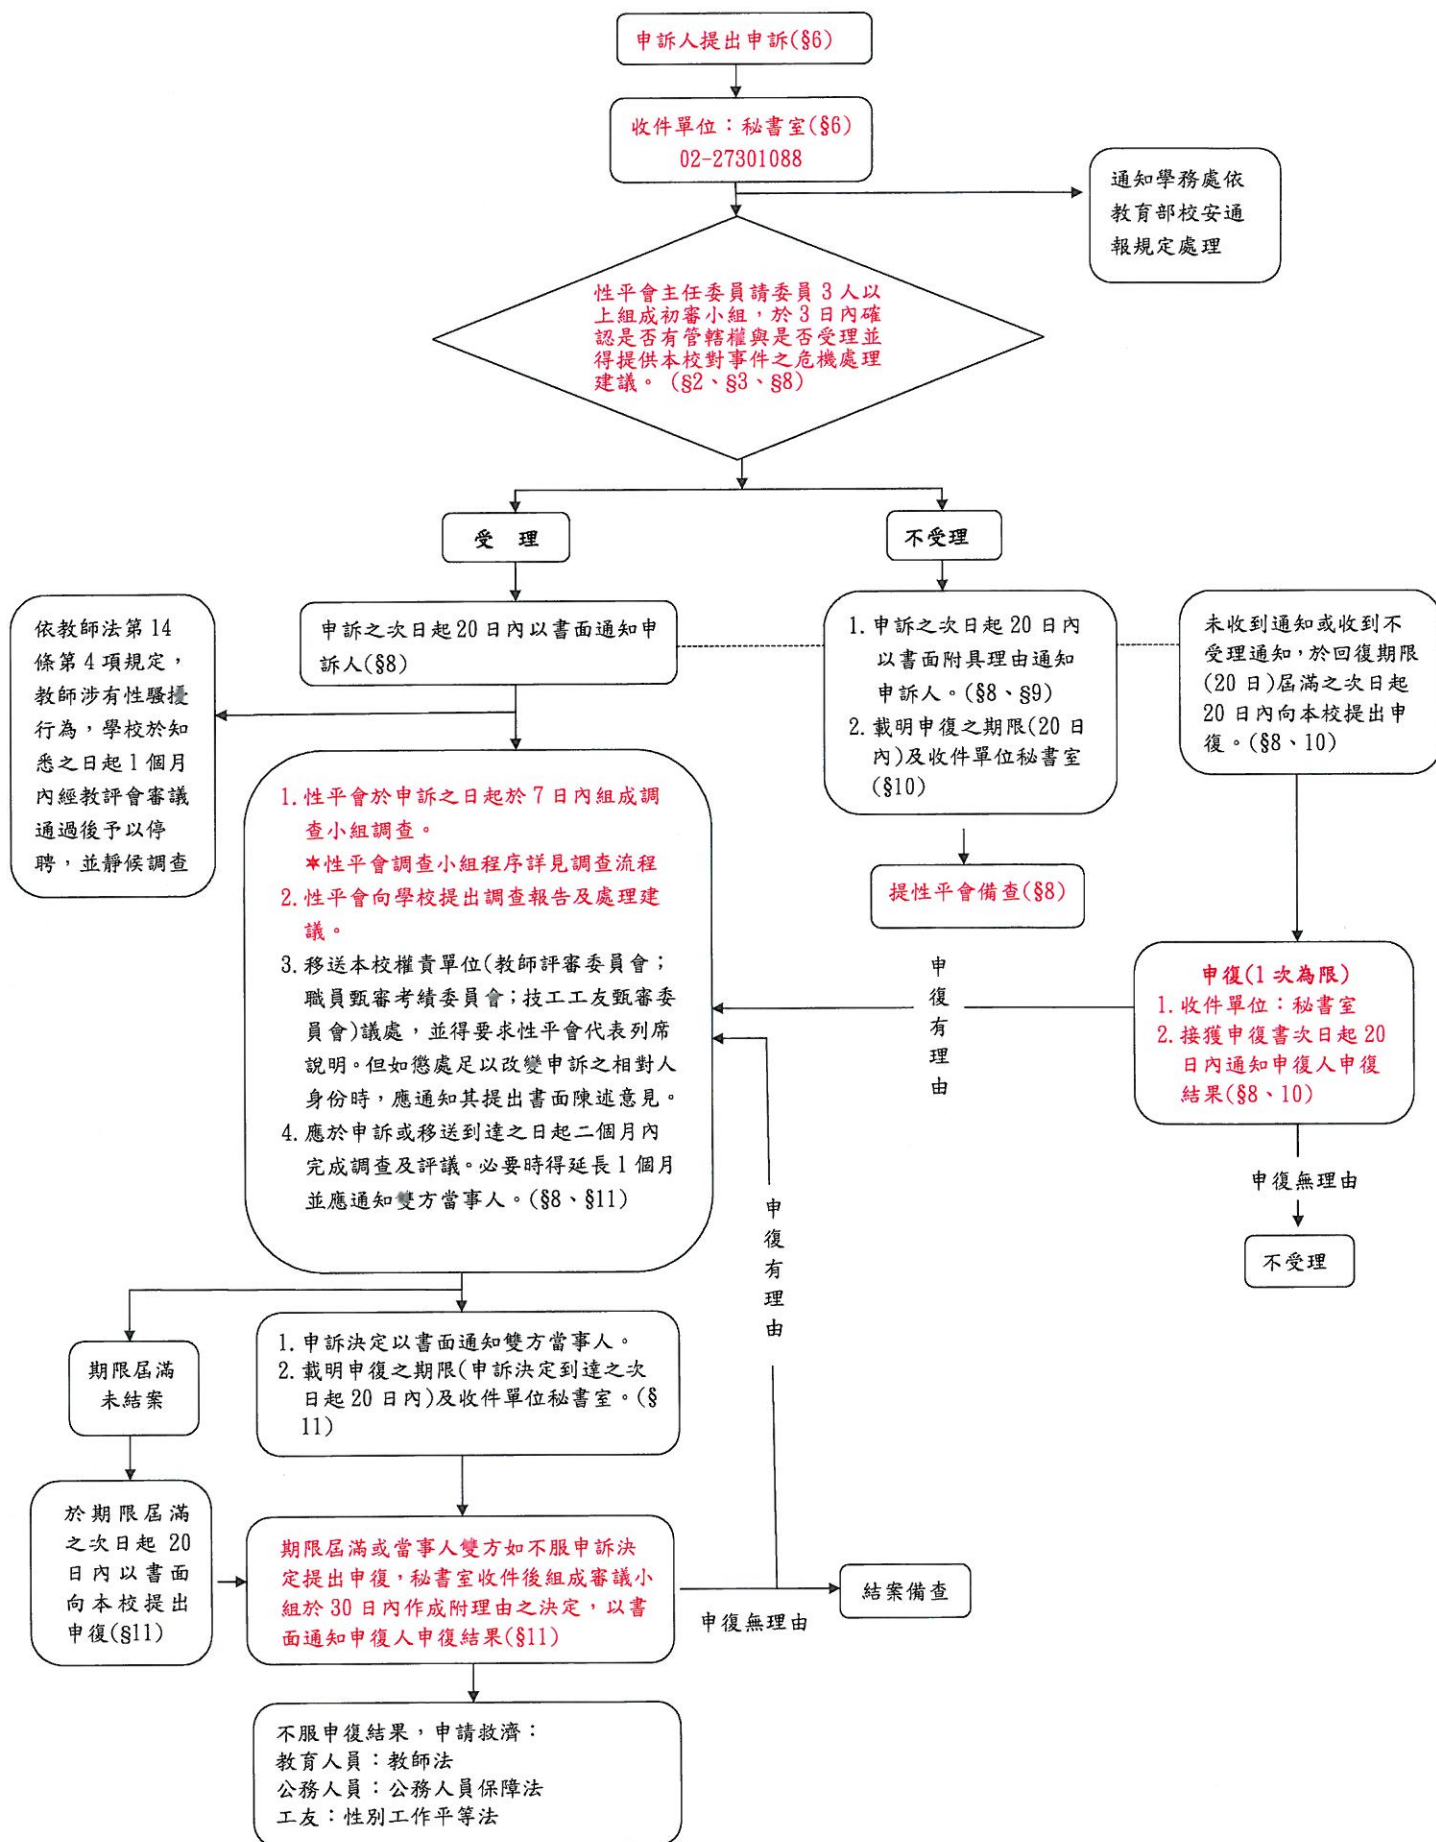 申訴人提出申訴(§6)
收件單位：秘書室(§6)
02-27301088
通知學務處依
教育部校安通
報規定處理
性平會主任委員請委員 3 人以
上組成初審小組，於 3 日內確
認是否有管轄權與是否受理並
得提供本校對事件之危機處理
建議。（§2、§3、§8）
受　理
不受理
依教師法第 14
條第 4 項規定，
教師涉有性騷擾
行為，學校於知
悉之日起 1 個月
內經教評會審議
通過後予以停
聘，並靜候調查
申訴之次日起 20 日內以書面通知申
訴人(§8)
1. 申訴之次日起 20 日內
以書面附具理由通知
申訴人。(§8、§9)
2. 載明申復之期限(20 日
內)及收件單位秘書室
(§10)
未收到通知或收到不
受理通知，於回復期限
(20 日)屆滿之次日起
20 日內向本校提出申
復。(§8、10)
1. 性平會於申訴之日起於 7 日內組成調
查小組調查。
＊性平會調查小組程序詳見調查流程
2. 性平會向學校提出調查報告及處理建
議。
3. 移送本校權責單位(教師評審委員會；
職員甄審考績委員會；技工工友甄審委
員會)議處，並得要求性平會代表列席
說明。但如懲處足以改變申訴之相對人
身份時，應通知其提出書面陳述意見。
4. 應於申訴或移送到達之日起二個月內
完成調查及評議。必要時得延長 1 個月
並應通知雙方當事人。(§8、§11)
提性平會備查(§8)
申復有理由
申復(1 次為限)
1. 收件單位：秘書室
2. 接獲申復書次日起 20
日內通知申復人申復
結果(§8、10)
申復無理由
不受理
申復有理由
期限屆滿
未結案
1. 申訴決定以書面通知雙方當事人。
2. 載明申復之期限(申訴決定到達之次
日起 20 日內)及收件單位秘書室。(§
11)
於期限屆滿
之次日起 20
日內以書面
向本校提出
申復(§11)
期限屆滿或當事人雙方如不服申訴決
定提出申復，秘書室收件後組成審議小
組於 30 日內作成附理由之決定，以書
面通知申復人申復結果(§11)
申復無理由
結案備查
不服申復結果，申請救濟：
教育人員：教師法
公務人員：公務人員保障法
工友：性別工作平等法